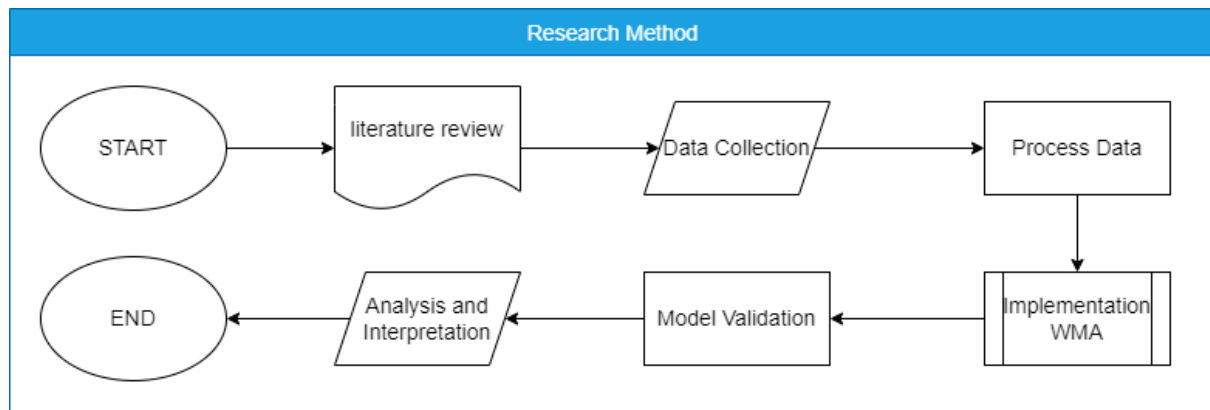 Research Method
START
literature review
Data Collection
Process Data
Implementation
WMA
Model Validation
Analysis and
Interpretation
END